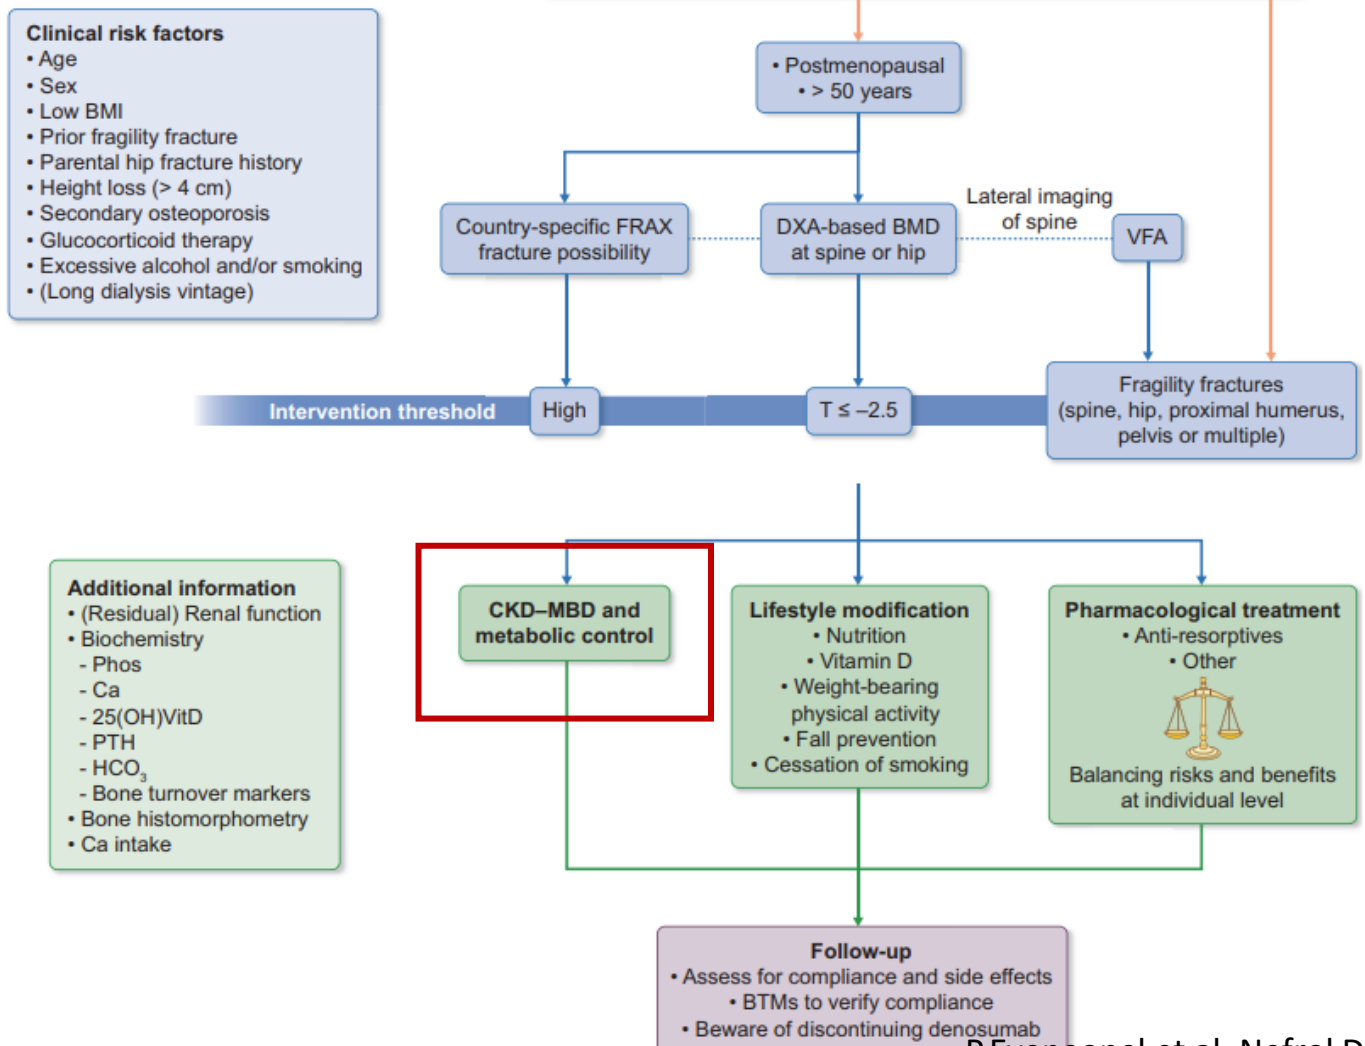 Clinical risk factors
• Age
• Sex
• Low BMI
• Prior fragility fracture
• Parental hip fracture history
• Height loss (> 4 cm)
• Secondary osteoporosis
• Glucocorticoid therapy
• Excessive alcohol and/or smoking
• (Long dialysis vintage)
• Postmenopausal
• > 50 years
Country-specific FRAX
fracture possibility
DXA-based BMD
at spine or hip
Lateral imaging
of spine
VFA
Intervention threshold
High
T ≤ –2.5
Fragility fractures
(spine, hip, proximal humerus,
pelvis or multiple)
Additional information
• (Residual) Renal function
• Biochemistry
- Phos
- Ca
- 25(OH)VitD
- PTH
- HCO₃
- Bone turnover markers
• Bone histomorphometry
• Ca intake
CKD–MBD and
metabolic control
Lifestyle modification
• Nutrition
• Vitamin D
• Weight-bearing
physical activity
• Fall prevention
• Cessation of smoking
Pharmacological treatment
• Anti-resorptives
• Other
Balancing risks and benefits
at individual level
Follow-up
• Assess for compliance and side effects
• BTMs to verify compliance
• Beware of discontinuing denosumab